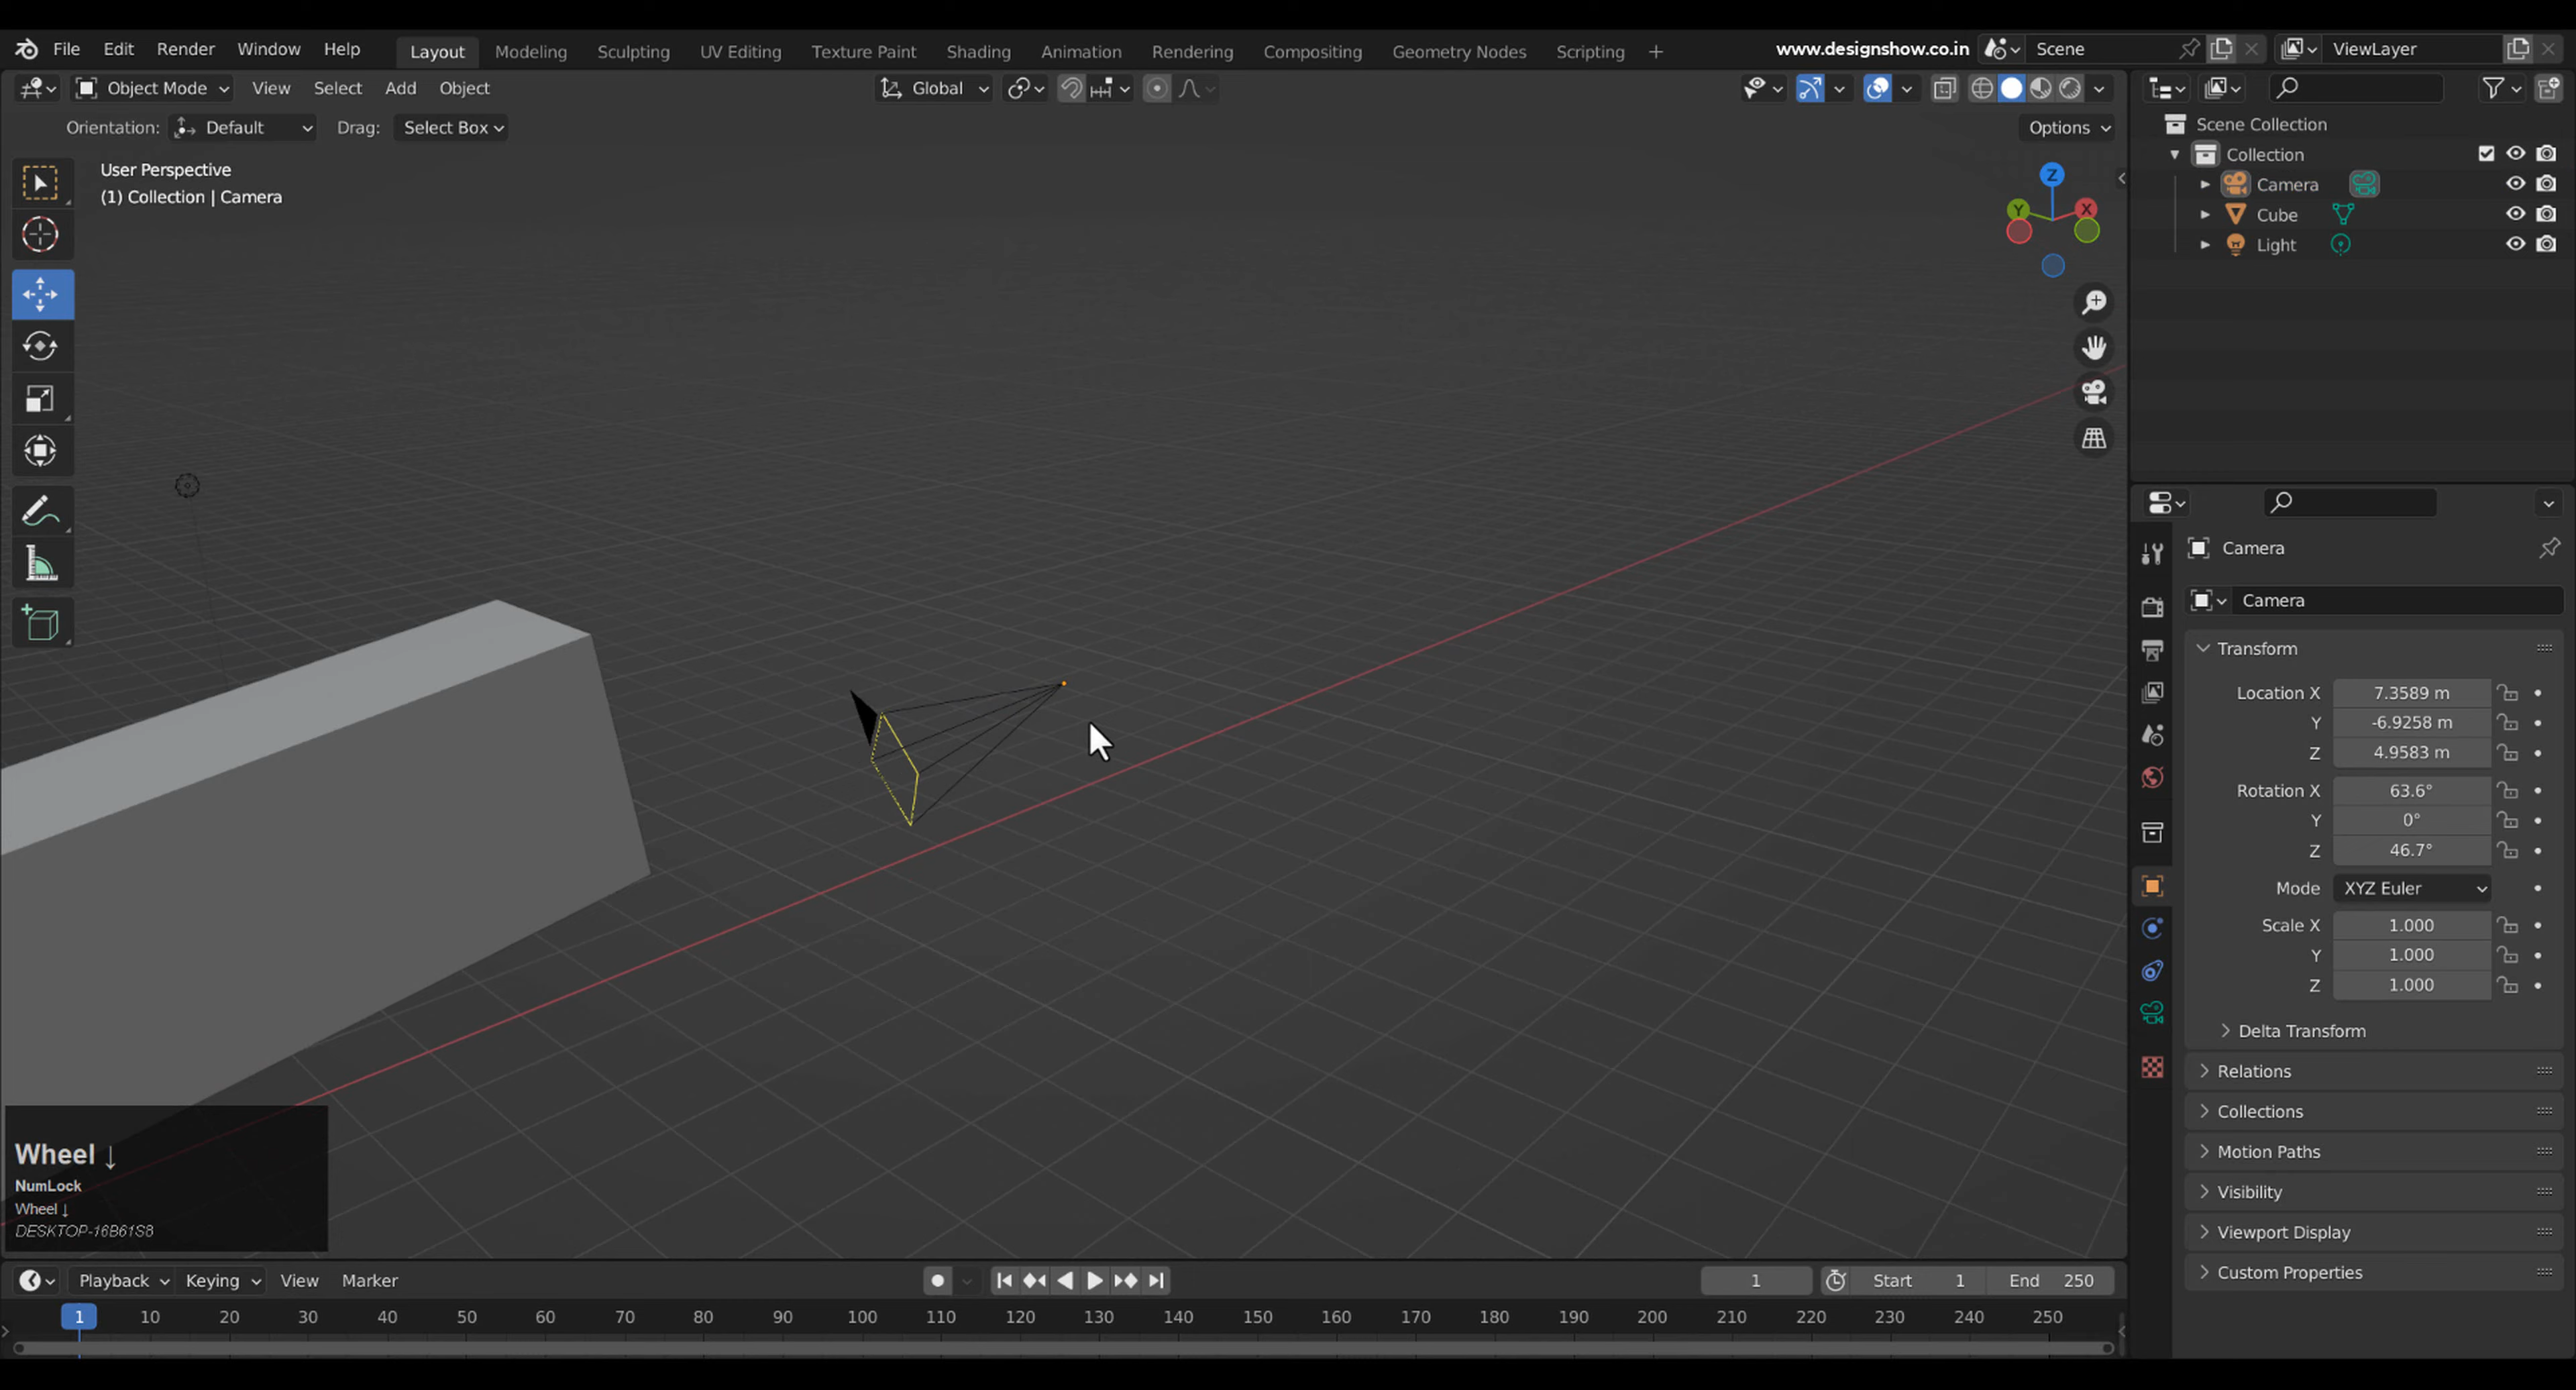 File Edit Render Window Help Layout Modeling Sculpting UV Editing Texture Paint Shading Animation Rendering Compositing Geometry Nodes Scripting + www.designshow.co.in Scene ViewLayer
Object Mode View Select Add Object Global
Orientation: Default Drag: Select Box Options
User Perspective
(1) Collection | Camera
Z
Y X
Scene Collection
Collection
Camera
Cube
Light
Camera
Camera
Transform
Location X 7.3589 m
Y -6.9258 m
Z 4.9583 m
Rotation X 63.6°
Y 0°
Z 46.7°
Mode XYZ Euler
Scale X 1.000
Y 1.000
Z 1.000
Delta Transform
Relations
Collections
Motion Paths
Visibility
Viewport Display
Custom Properties
Wheel ↓
NumLock
Wheel ↓
DESKTOP-16B61S8
Playback Keying View Marker 1 Start 1 End 250
1 10 20 30 40 50 60 70 80 90 100 110 120 130 140 150 160 170 180 190 200 210 220 230 240 250